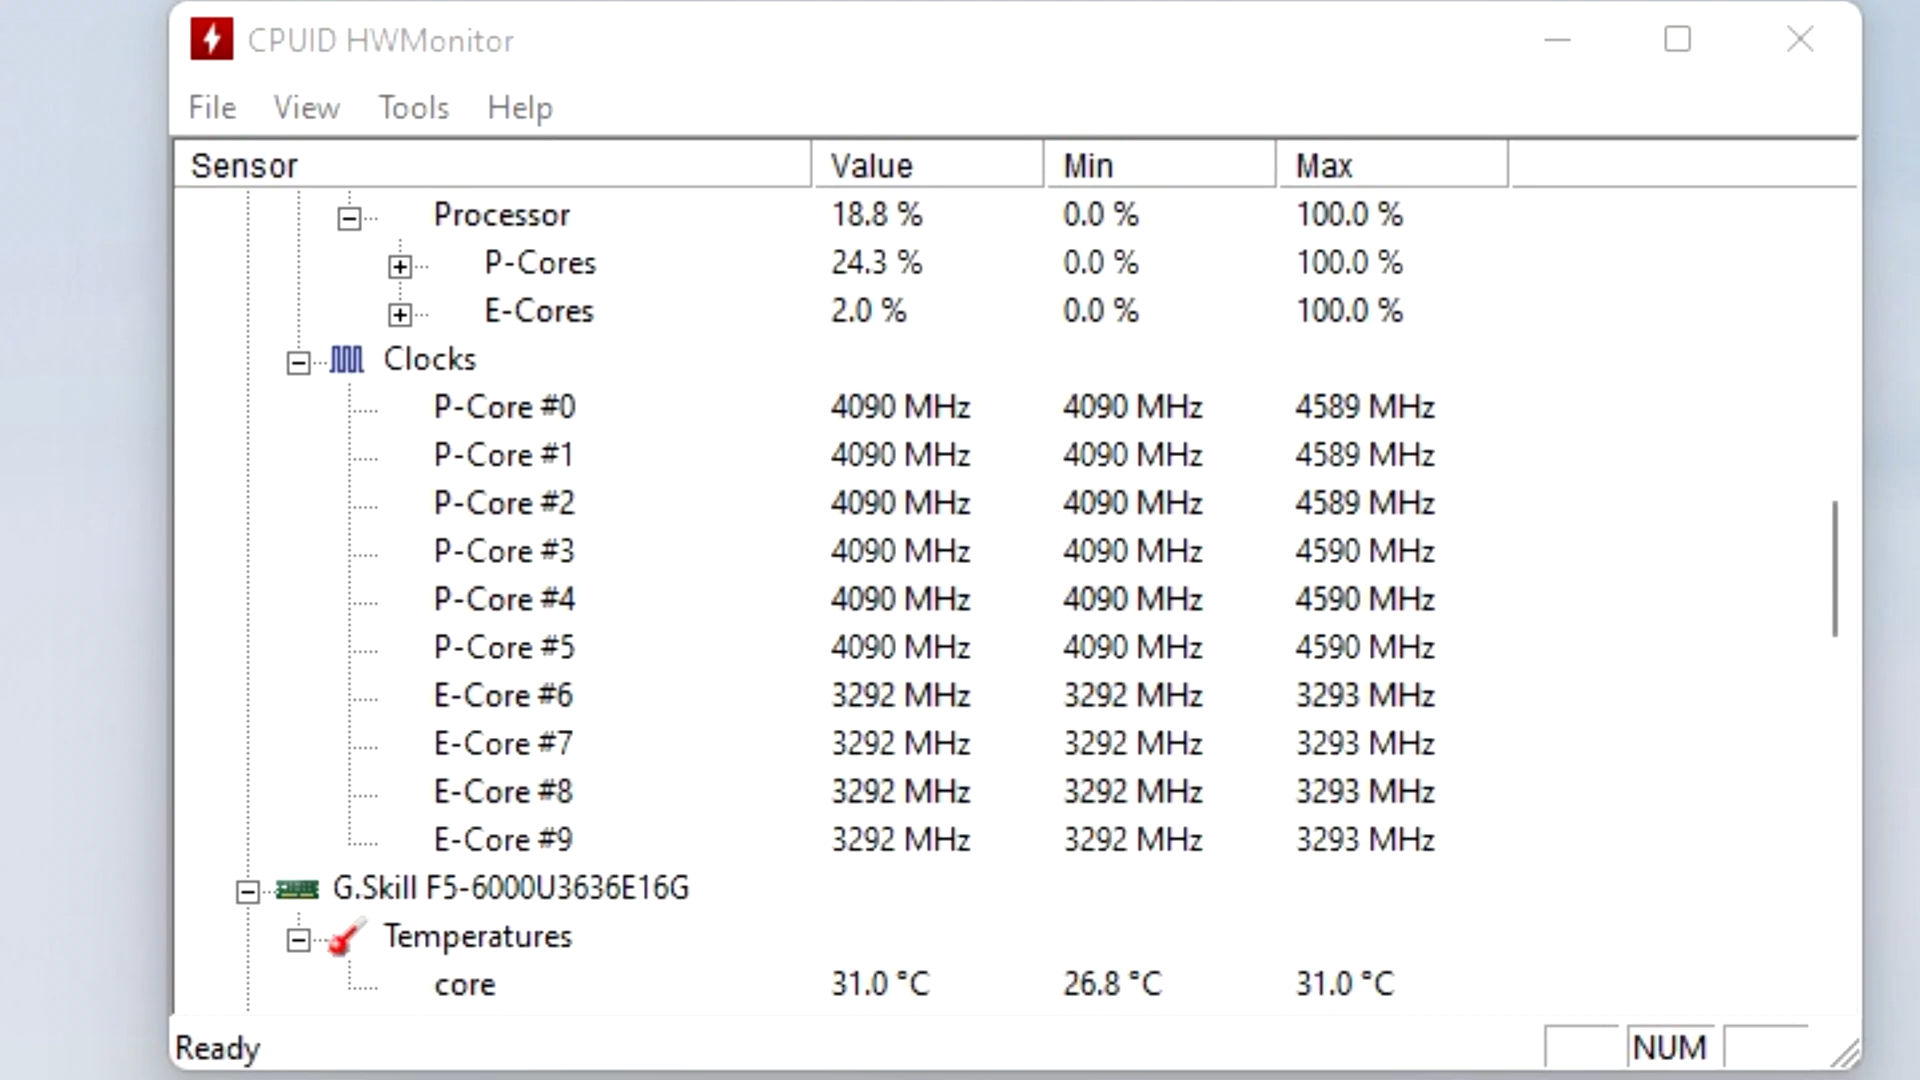 CPUID HWMonitor
File View Tools Help
Sensor Value Min Max
Processor 18.8 % 0.0 % 100.0 %
P-Cores 24.3 % 0.0 % 100.0 %
E-Cores 2.0 % 0.0 % 100.0 %
Clocks
P-Core #0 4090 MHz 4090 MHz 4589 MHz
P-Core #1 4090 MHz 4090 MHz 4589 MHz
P-Core #2 4090 MHz 4090 MHz 4589 MHz
P-Core #3 4090 MHz 4090 MHz 4590 MHz
P-Core #4 4090 MHz 4090 MHz 4590 MHz
P-Core #5 4090 MHz 4090 MHz 4590 MHz
E-Core #6 3292 MHz 3292 MHz 3293 MHz
E-Core #7 3292 MHz 3292 MHz 3293 MHz
E-Core #8 3292 MHz 3292 MHz 3293 MHz
E-Core #9 3292 MHz 3292 MHz 3293 MHz
G.Skill F5-6000U3636E16G
Temperatures
core 31.0 °C 26.8 °C 31.0 °C
Ready NUM